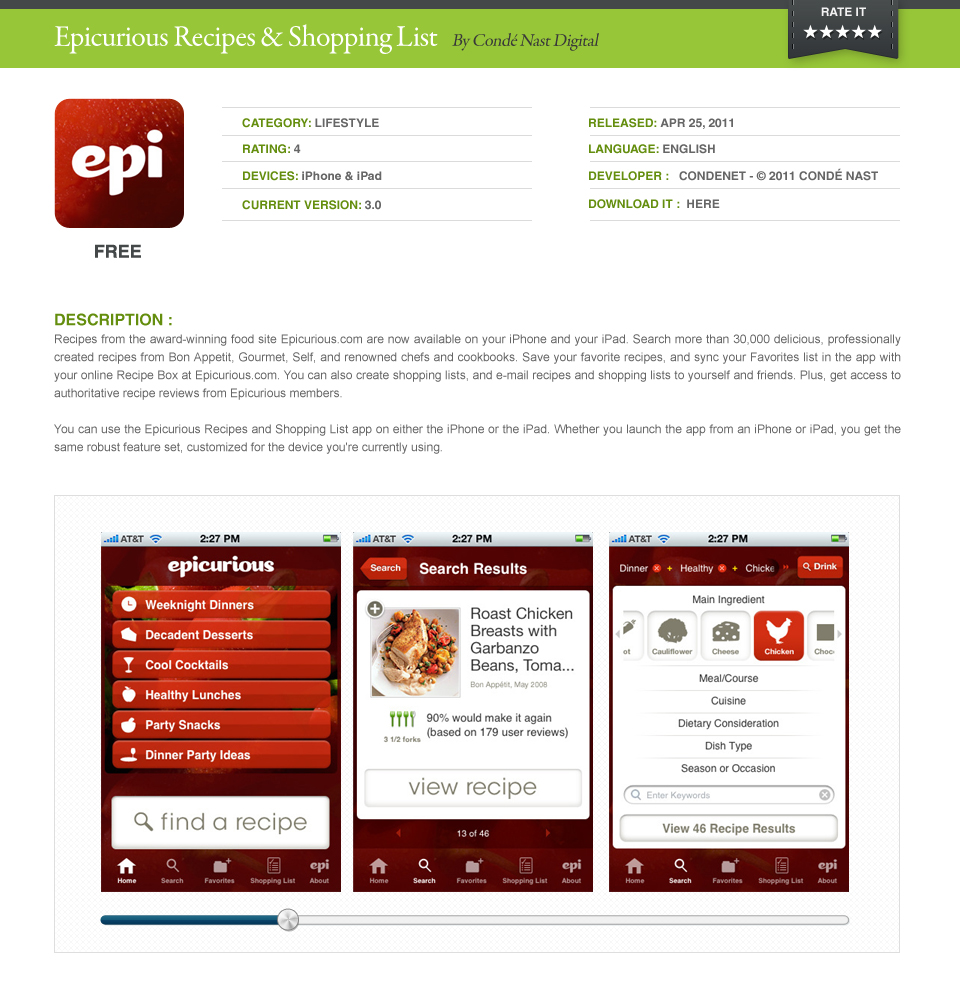 RATE IT
Epicurious Recipes & Shopping List By Condé Nast Digital
epi
FREE
CATEGORY: LIFESTYLE
RATING: 4
DEVICES: iPhone & iPad
CURRENT VERSION: 3.0
RELEASED: APR 25, 2011
LANGUAGE: ENGLISH
DEVELOPER : CONDENET - © 2011 CONDÉ NAST
DOWNLOAD IT : HERE
DESCRIPTION :
Recipes from the award-winning food site Epicurious.com are now available on your iPhone and your iPad. Search more than 30,000 delicious, professionally
created recipes from Bon Appetit, Gourmet, Self, and renowned chefs and cookbooks. Save your favorite recipes, and sync your Favorites list in the app with
your online Recipe Box at Epicurious.com. You can also create shopping lists, and e-mail recipes and shopping lists to yourself and friends. Plus, get access to
authoritative recipe reviews from Epicurious members.
You can use the Epicurious Recipes and Shopping List app on either the iPhone or the iPad. Whether you launch the app from an iPhone or iPad, you get the
same robust feature set, customized for the device you're currently using.
AT&T 2:27 PM
epicurious
Weeknight Dinners
Decadent Desserts
Cool Cocktails
Healthy Lunches
Party Snacks
Dinner Party Ideas
find a recipe
Home Search Favorites Shopping List epi About
AT&T 2:27 PM
Search Search Results
Roast Chicken
Breasts with
Garbanzo
Beans, Toma...
Bon Appétit, May 2008
3 1/2 forks
90% would make it again
(based on 179 user reviews)
view recipe
13 of 46
Home Search Favorites Shopping List epi About
AT&T 2:27 PM
Dinner + Healthy + Chicke Drink
Main Ingredient
ot Cauliflower Cheese Chicken Choc
Meal/Course
Cuisine
Dietary Consideration
Dish Type
Season or Occasion
Enter Keywords
View 46 Recipe Results
Home Search Favorites Shopping List epi About